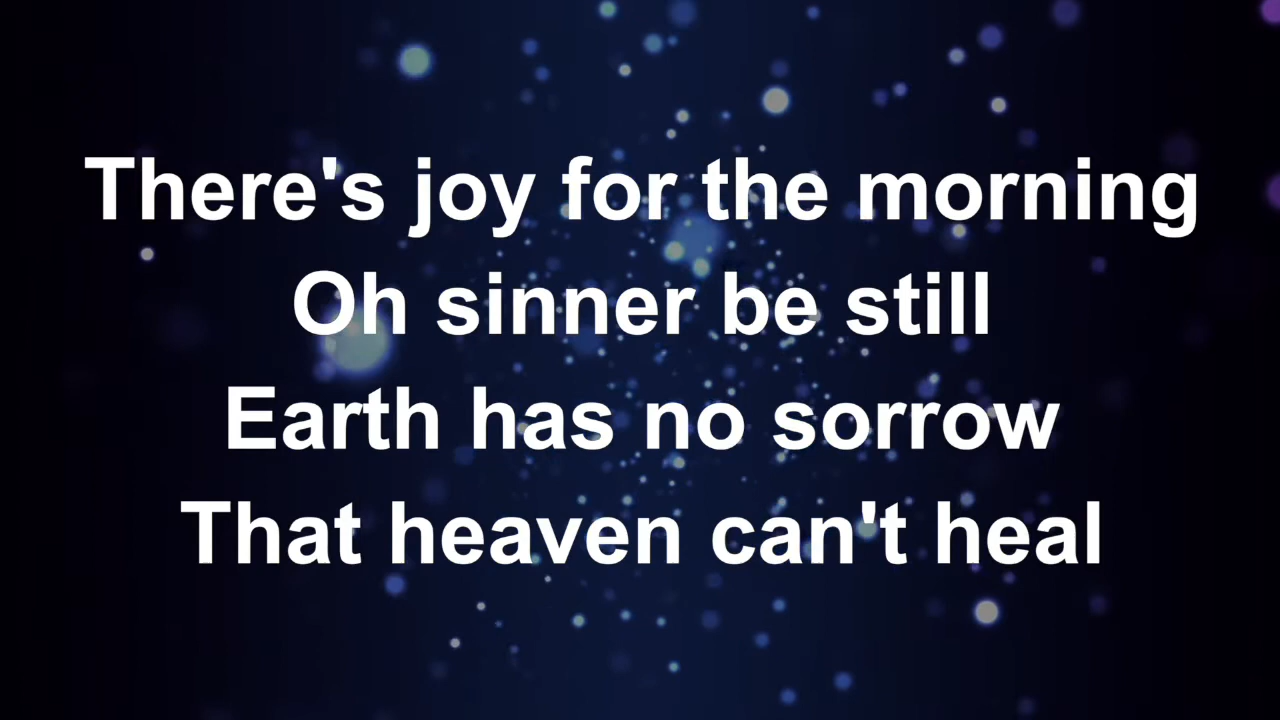 There's joy for the morning
Oh sinner be still
Earth has no sorrow
That heaven can't heal